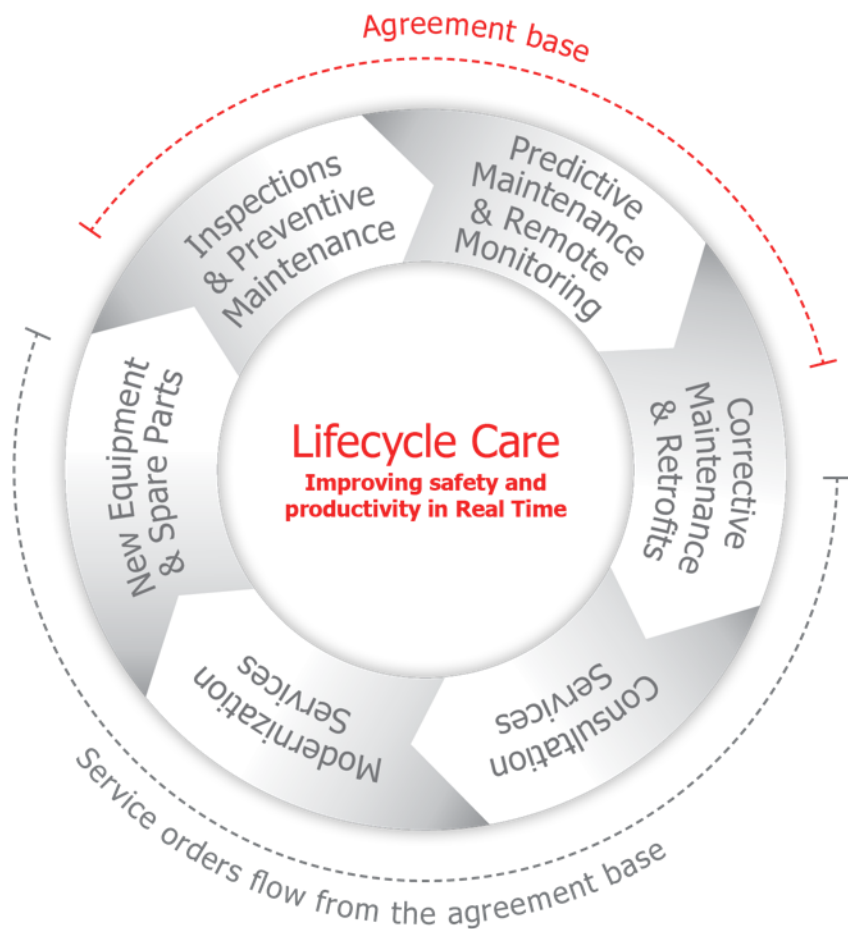 Agreement base
Inspections
& Preventive
Maintenance
Predictive
Maintenance
& Remote
Monitoring
Corrective
Maintenance
& Retrofits
Consultation
Services
Modernization
Services
New Equipment
& Spare Parts
Lifecycle Care
Improving safety and
productivity in Real Time
Service orders flow from the agreement base